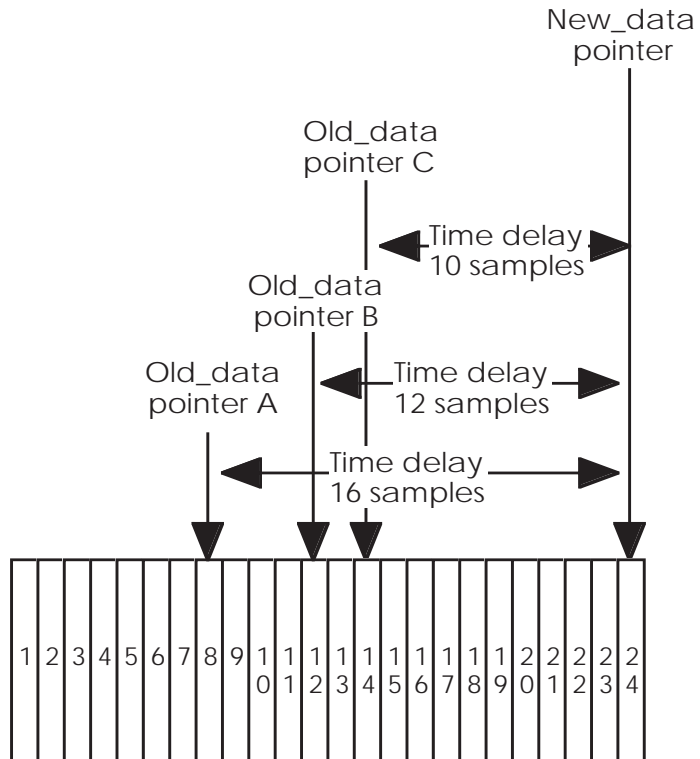 New_data
pointer
Old_data
pointer C
Time delay
10 samples
Old_data
pointer B
Old_data
pointer A
Time delay
12 samples
Time delay
16 samples
1 2 3 4 5 6 7 8 9 10 11 12 13 14 15 16 17 18 19 20 21 22 23 24